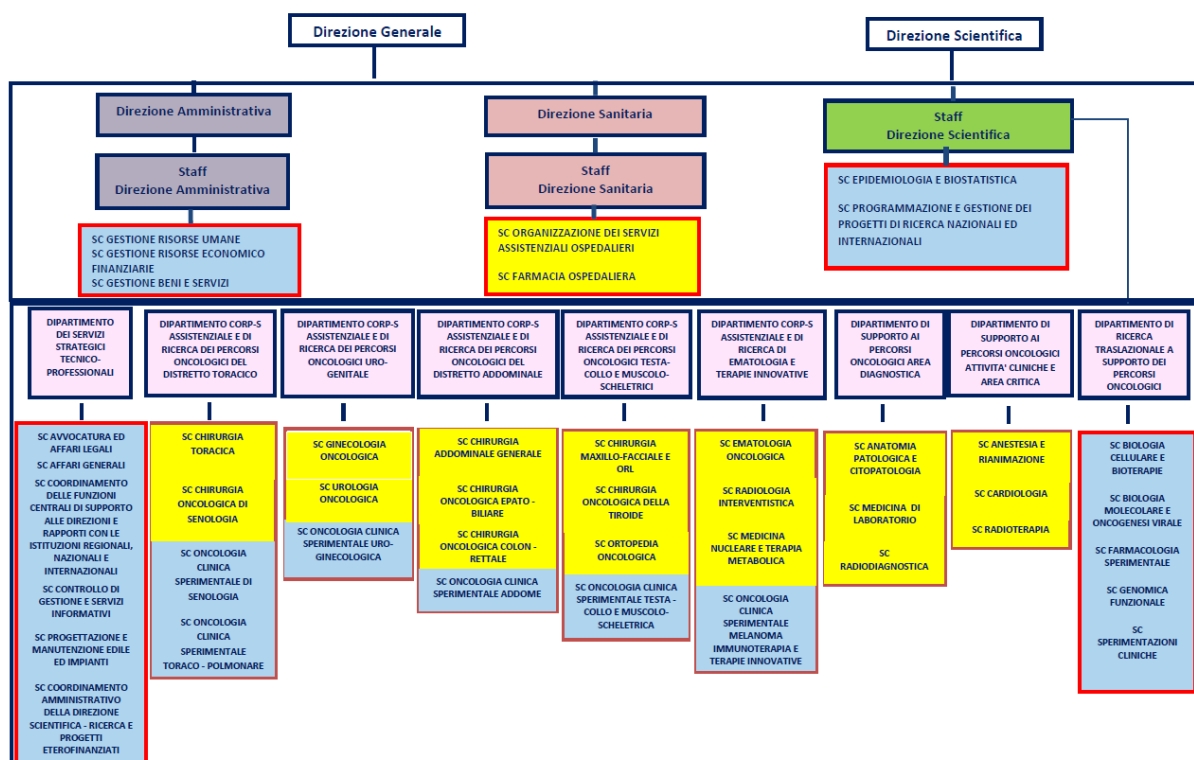 Direzione Generale
Direzione Scientifica
Direzione Amministrativa
Direzione Sanitaria
Staff
Direzione Scientifica
Staff
Direzione Amministrativa
Staff
Direzione Sanitaria
SC GESTIONE RISORSE UMANE
SC GESTIONE RISORSE ECONOMICO
FINANZIARIE
SC GESTIONE BENI E SERVIZI
SC ORGANIZZAZIONE DEI SERVIZI
ASSISTENZIALI OSPEDALIERI
SC FARMACIA OSPEDALIERA
SC EPIDEMIOLOGIA E BIOSTATISTICA
SC PROGRAMMAZIONE E GESTIONE DEI
PROGETTI DI RICERCA NAZIONALI ED
INTERNAZIONALI
DIPARTIMENTO
DEI SERVIZI
STRATEGICI
TECNICO-
PROFESSIONALI
DIPARTIMENTO CORP-S
ASSISTENZIALE E DI
RICERCA DEI PERCORSI
ONCOLOGICI DEL
DISTRETTO TORACICO
DIPARTIMENTO CORP-S
ASSISTENZIALE E DI
RICERCA DEI PERCORSI
ONCOLOGICI URO-
GENITALE
DIPARTIMENTO CORP-S
ASSISTENZIALE E DI
RICERCA DEI PERCORSI
ONCOLOGICI DEL
DISTRETTO ADDOMINALE
DIPARTIMENTO CORP-S
ASSISTENZIALE E DI
RICERCA DEI PERCORSI
ONCOLOGICI TESTA-
COLLO E MUSCOLO-
SCHELETRICI
DIPARTIMENTO CORP-S
ASSISTENZIALE E DI
RICERCA DI
EMATOLOGIA E
TERAPIE INNOVATIVE
DIPARTIMENTO DI
SUPPORTO AI
PERCORSI
ONCOLOGICI AREA
DIAGNOSTICA
DIPARTIMENTO DI
SUPPORTO AI
PERCORSI ONCOLOGICI
ATTIVITA' CLINICHE E
AREA CRITICA
DIPARTIMENTO
DI RICERCA
TRASLAZIONALE A
SUPPORTO DEI
PERCORSI
ONCOLOGICI
SC AVVOCATURA ED
AFFARI LEGALI
SC AFFARI GENERALI
SC COORDINAMENTO
DELLE FUNZIONI
CENTRALI DI SUPPORTO
ALLE DIREZIONI E
RAPPORTI CON LE
ISTITUZIONI REGIONALI,
NAZIONALI E
INTERNAZIONALI
SC CONTROLLO DI
GESTIONE E SERVIZI
INFORMATIVI
SC PROGETTAZIONE E
MANUTENZIONE EDILE
ED IMPIANTI
SC COORDINAMENTO
AMMINISTRATIVO
DELLA DIREZIONE
SCIENTIFICA - RICERCA E
PROGETTI
ETEROFINANZIATI
SC CHIRURGIA
TORACICA
SC CHIRURGIA
ONCOLOGICA DI
SENOLOGIA
SC ONCOLOGIA
CLINICA
SPERIMENTALE DI
SENOLOGIA
SC ONCOLOGIA
CLINICA
SPERIMENTALE
TORACO - POLMONARE
SC GINECOLOGIA
ONCOLOGICA
SC UROLOGIA
ONCOLOGICA
SC ONCOLOGIA CLINICA
SPERIMENTALE URO-
GINECOLOGICA
SC CHIRURGIA
ADDOMINALE GENERALE
SC CHIRURGIA
ONCOLOGICA EPATO -
BILIARE
SC CHIRURGIA
ONCOLOGICA COLON -
RETTALE
SC ONCOLOGIA CLINICA
SPERIMENTALE ADDOME
SC CHIRURGIA
MAXILLO-FACCIALE E
ORL
SC CHIRURGIA
ONCOLOGICA DELLA
TIROIDE
SC ORTOPEDIA
ONCOLOGICA
SC ONCOLOGIA CLINICA
SPERIMENTALE TESTA -
COLLO E MUSCOLO-
SCHELETRICA
SC EMATOLOGIA
ONCOLOGICA
SC RADIOLOGIA
INTERVENTISTICA
SC MEDICINA
NUCLEARE E TERAPIA
METABOLICA
SC ONCOLOGIA
CLINICA
SPERIMENTALE
MELANOMA
IMMUNOTERAPIA E
TERAPIE INNOVATIVE
SC ANATOMIA
PATOLOGICA E
CITOPATOLOGIA
SC MEDICINA DI
LABORATORIO
SC
RADIODIAGNOSTICA
SC ANESTESIA E
RIANIMAZIONE
SC CARDIOLOGIA
SC RADIOTERAPIA
SC BIOLOGIA
CELLULARE E
BIOTERAPIE
SC BIOLOGIA
MOLECOLARE E
ONCOGENESI VIRALE
SC FARMACOLOGIA
SPERIMENTALE
SC GENOMICA
FUNZIONALE
SC
SPERIMENTAZIONI
CLINICHE